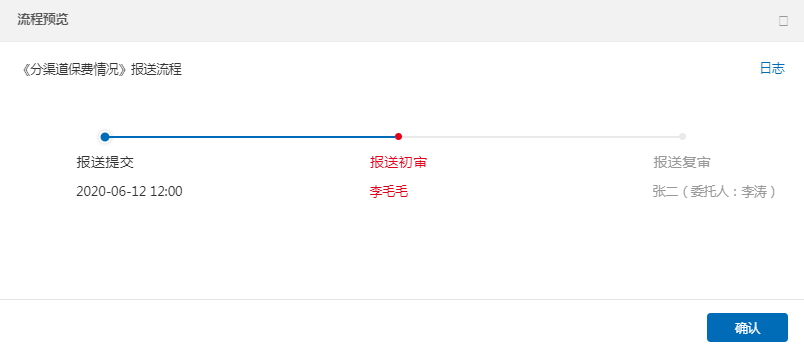 流程预览
《分渠道保费情况》报送流程
日志
报送提交
报送初审
报送复审
2020-06-12 12:00
李毛毛
张二（委托人：李涛）
确认